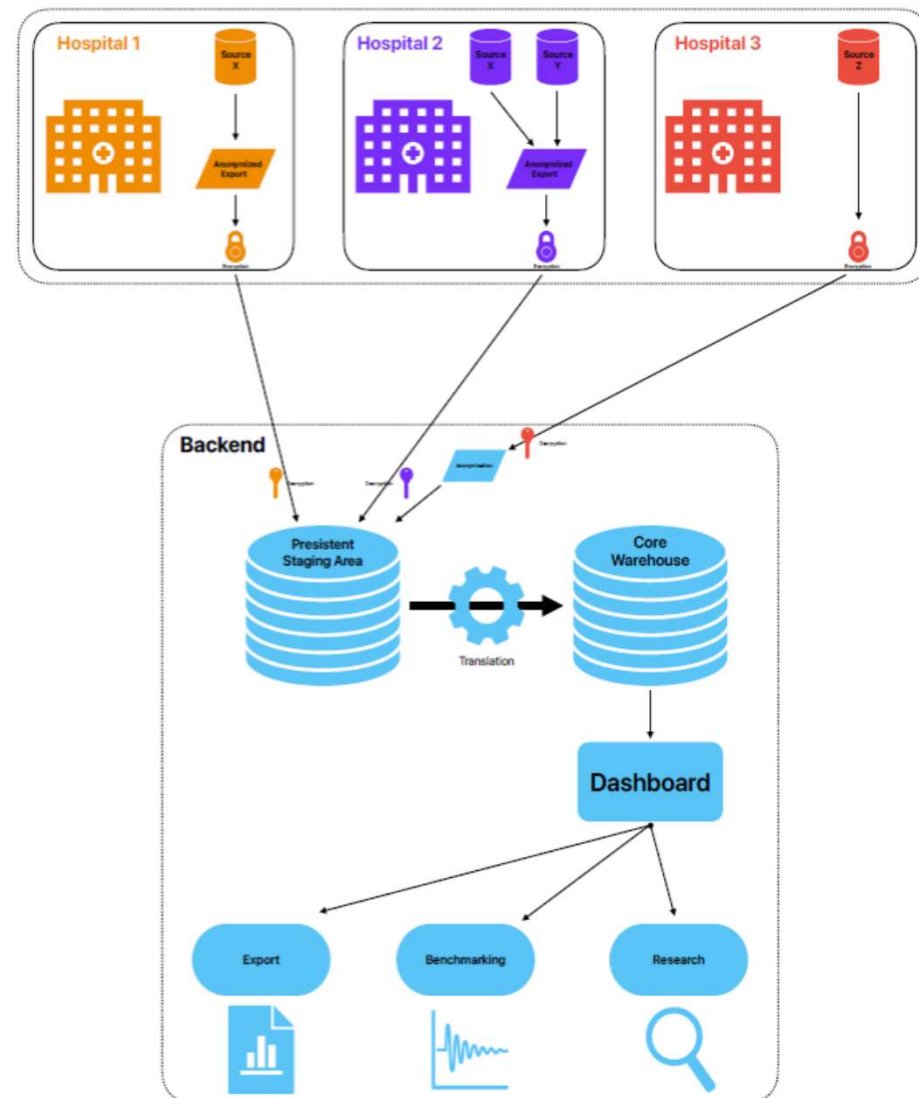 Hospital 1
Source
X
Anonymized
Export
Encryption
Hospital 2
Source
X
Source
Y
Anonymized
Export
Encryption
Hospital 3
Source
Z
Encryption
Backend
Decryption
Decryption
Anonymization
Decryption
Presistent
Staging Area
Translation
Core
Warehouse
Dashboard
Export
Benchmarking
Research